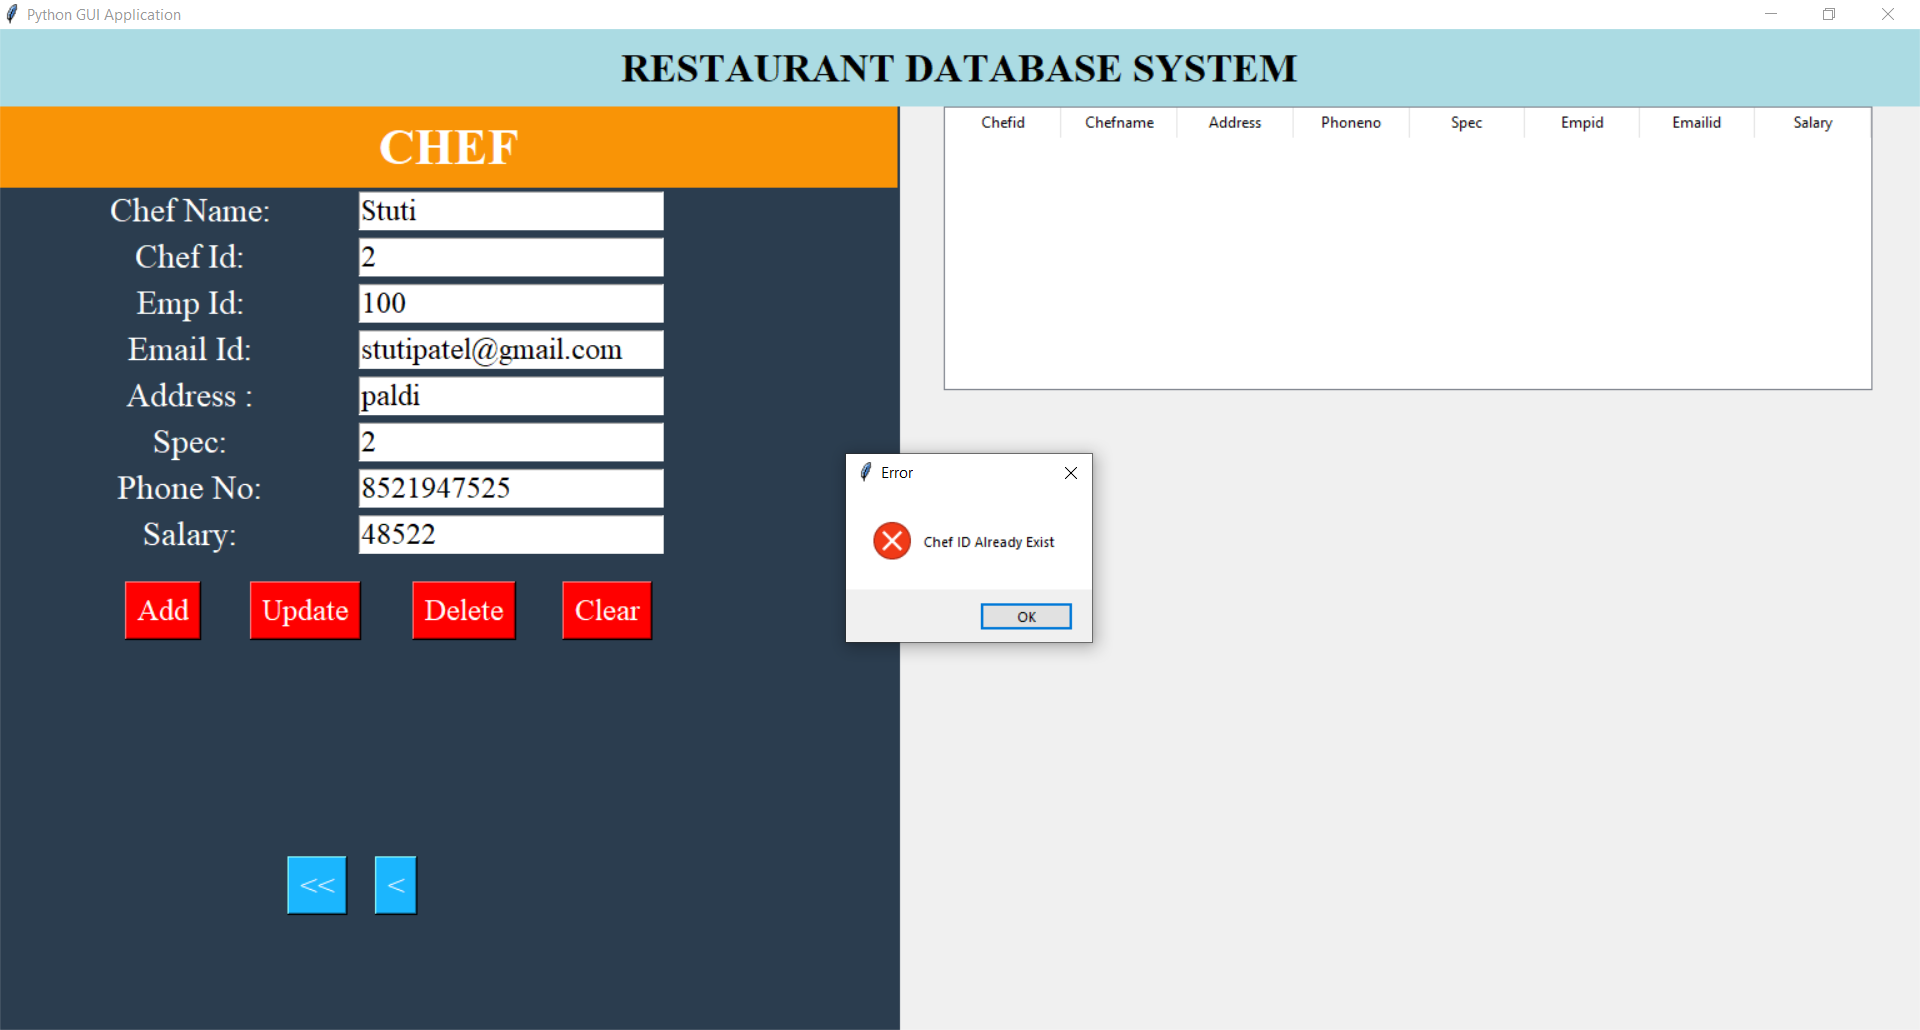 Python GUI Application
RESTAURANT DATABASE SYSTEM
CHEF
Chef Name: Stuti
Chef Id: 2
Emp Id: 100
Email Id: stutipatel@gmail.com
Address : paldi
Spec: 2
Phone No: 8521947525
Salary: 48522
Add Update Delete Clear
<< <
Chefid Chefname Address Phoneno Spec Empid Emailid Salary
Error
Chef ID Already Exist
OK